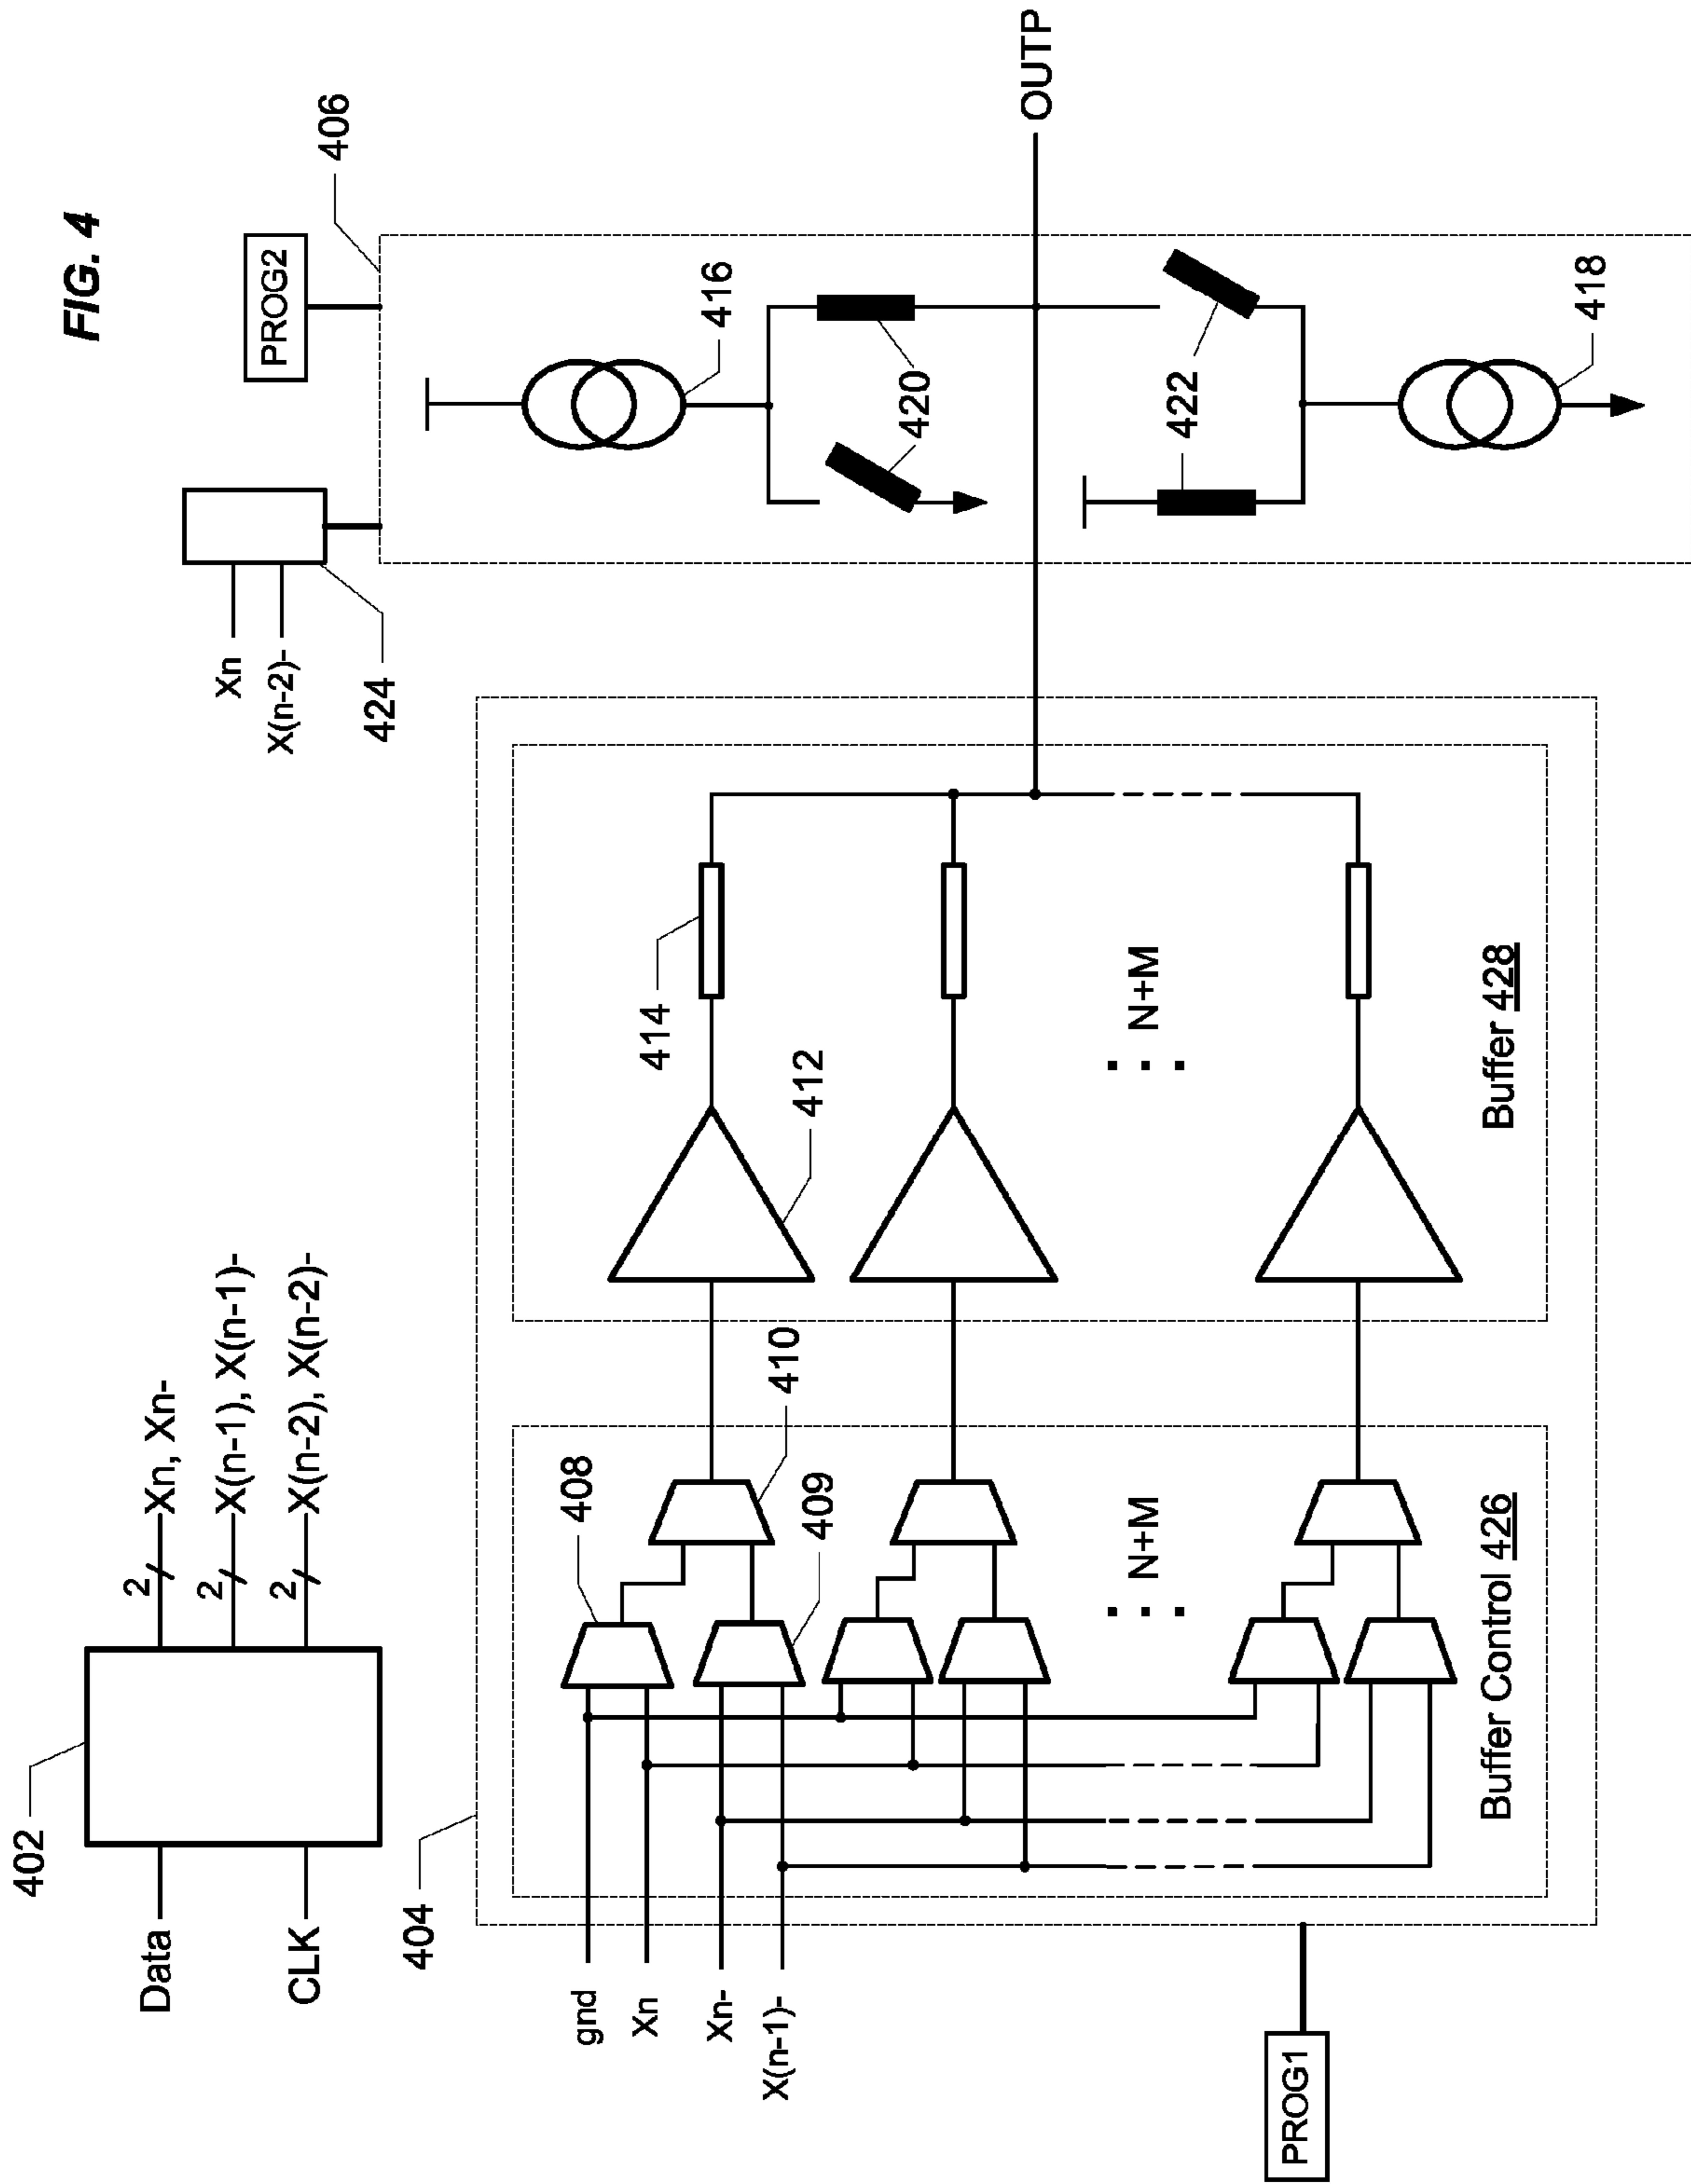 FIG. 4
402
Data
CLK
2
Xn, Xn-
2
X(n-1), X(n-1)-
2
X(n-2), X(n-2)-
Xn
X(n-2)-
424
PROG2
406
404
gnd
Xn
Xn-
X(n-1)-
408
409
410
N+M
Buffer Control 426
412
414
N+M
Buffer 428
416
420
422
418
OUTP
PROG1